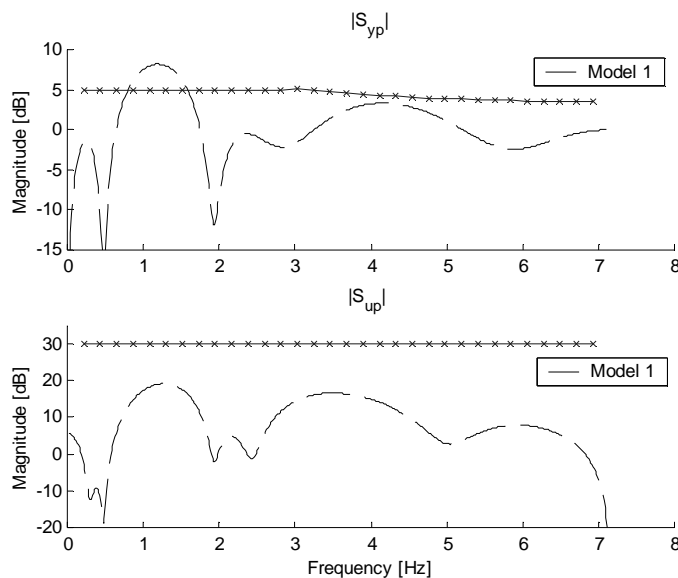 |S_yp|
Magnitude [dB]
10
5
0
-5
-10
-15
Model 1
0 1 2 3 4 5 6 7 8
|S_up|
Magnitude [dB]
30
20
10
0
-10
-20
Model 1
0 1 2 3 4 5 6 7 8
Frequency [Hz]